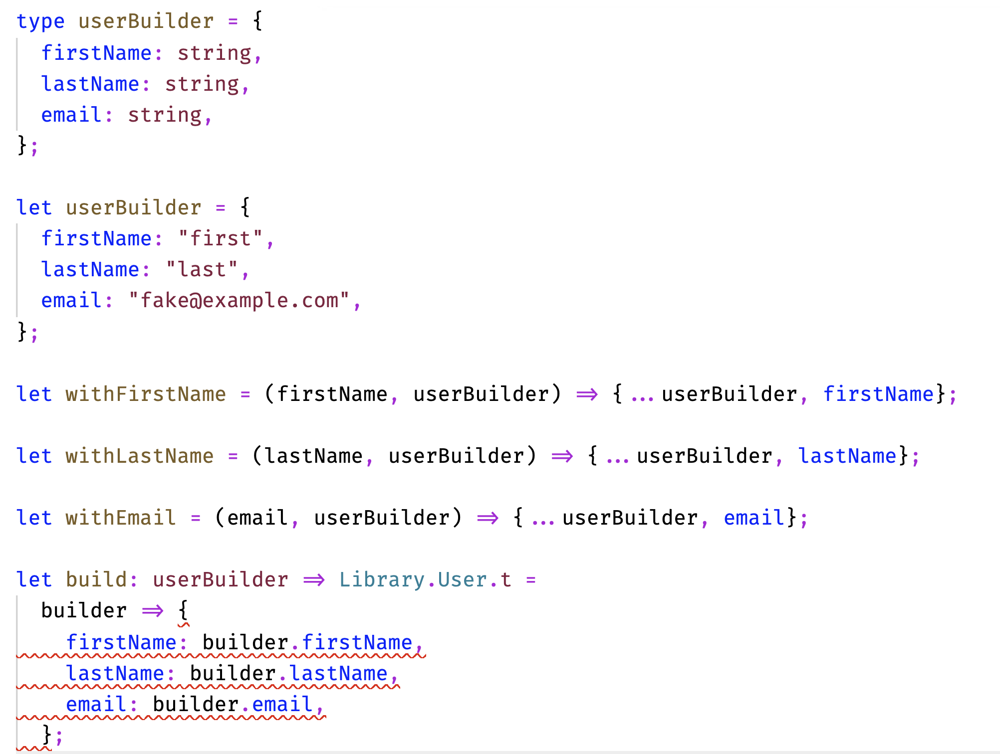 type userBuilder = {
  firstName: string,
  lastName: string,
  email: string,
};

let userBuilder = {
  firstName: "first",
  lastName: "last",
  email: "fake@example.com",
};

let withFirstName = (firstName, userBuilder) => {...userBuilder, firstName};

let withLastName = (lastName, userBuilder) => {...userBuilder, lastName};

let withEmail = (email, userBuilder) => {...userBuilder, email};

let build: userBuilder => Library.User.t =
  builder => {
    firstName: builder.firstName,
    lastName: builder.lastName,
    email: builder.email,
  };